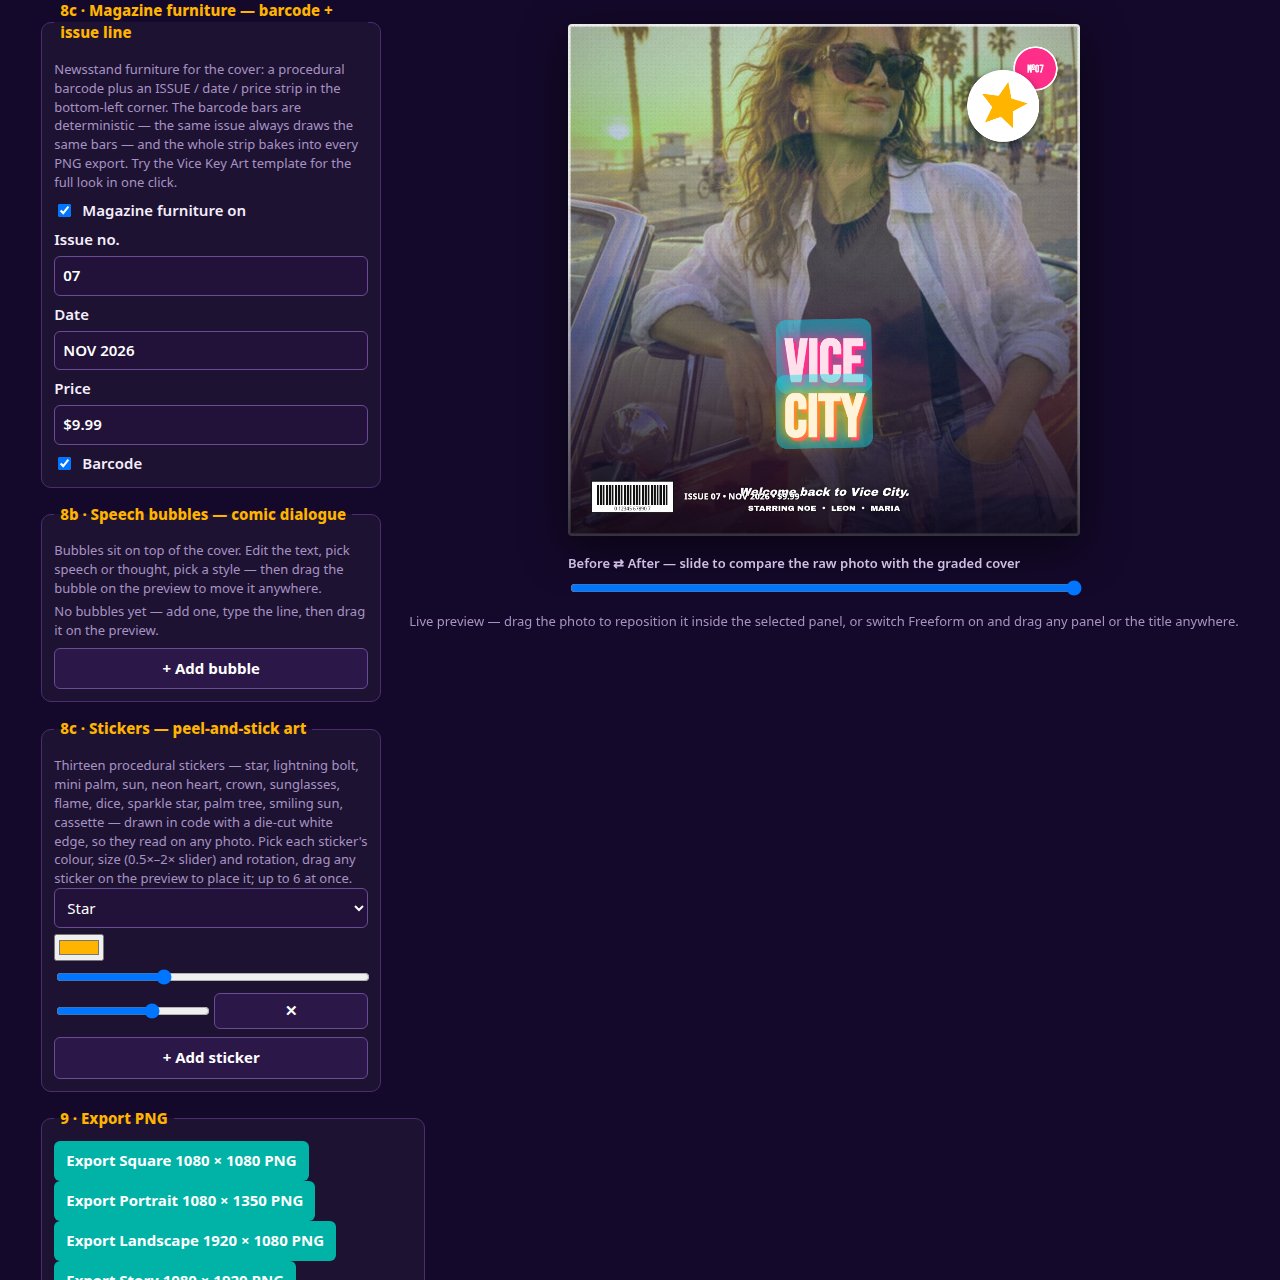 8c · Magazine furniture — barcode +
issue line
Newsstand furniture for the cover: a procedural
barcode plus an ISSUE / date / price strip in the
bottom-left corner. The barcode bars are
deterministic — the same issue always draws the
same bars — and the whole strip bakes into every
PNG export. Try the Vice Key Art template for the
full look in one click.
Magazine furniture on
Issue no.
07
Date
NOV 2026
Price
$9.99
Barcode
8b · Speech bubbles — comic dialogue
Bubbles sit on top of the cover. Edit the text, pick
speech or thought, pick a style — then drag the
bubble on the preview to move it anywhere.
No bubbles yet — add one, type the line, then drag
it on the preview.
+ Add bubble
8c · Stickers — peel-and-stick art
Thirteen procedural stickers — star, lightning bolt,
mini palm, sun, neon heart, crown, sunglasses,
flame, dice, sparkle star, palm tree, smiling sun,
cassette — drawn in code with a die-cut white
edge, so they read on any photo. Pick each sticker's
colour, size (0.5×–2× slider) and rotation, drag any
sticker on the preview to place it; up to 6 at once.
Star
✕
+ Add sticker
9 · Export PNG
Export Square 1080 × 1080 PNG
Export Portrait 1080 × 1350 PNG
Export Landscape 1920 × 1080 PNG
Export Story 1080 × 1920 PNG
№07
VICE
CITY
ISSUE 07 • NOV 2026 • $9.99
Welcome back to Vice City.
STARRING NOE • LEON • MARIA
Before ⇄ After — slide to compare the raw photo with the graded cover
Live preview — drag the photo to reposition it inside the selected panel, or switch Freeform on and drag any panel or the title anywhere.